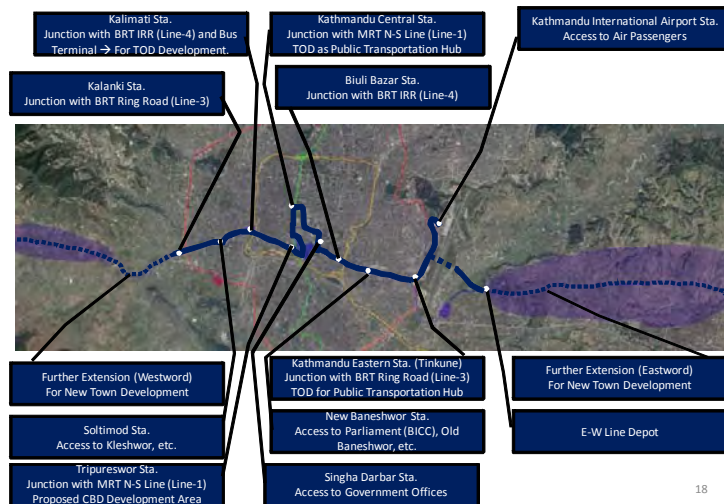 Kalimati Sta.
Junction with BRT IRR (Line-4) and Bus
Terminal → For TOD Development.
Kathmandu Central Sta.
Junction with MRT N-S Line (Line-1)
TOD as Public Transportation Hub
Kathmandu International Airport Sta.
Access to Air Passengers
Kalanki Sta.
Junction with BRT Ring Road (Line-3)
Biuli Bazar Sta.
Junction with BRT IRR (Line-4)
Further Extension (Westword)
For New Town Development
Kathmandu Eastern Sta. (Tinkune)
Junction with BRT Ring Road (Line-3)
TOD for Public Transportation Hub
Further Extension (Eastword)
For New Town Development
Soltimod Sta.
Access to Kleshwor, etc.
New Baneshwor Sta.
Access to Parliament (BICC), Old
Baneshwor, etc.
E-W Line Depot
Tripureswor Sta.
Junction with MRT N-S Line (Line-1)
Proposed CBD Development Area
Singha Darbar Sta.
Access to Government Offices
18